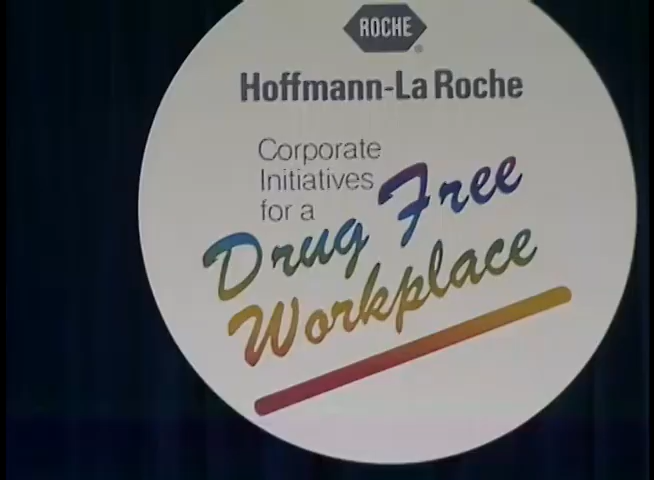 ROCHE
Hoffmann-La Roche
Corporate
Initiatives
for a
Drug Free
Workplace